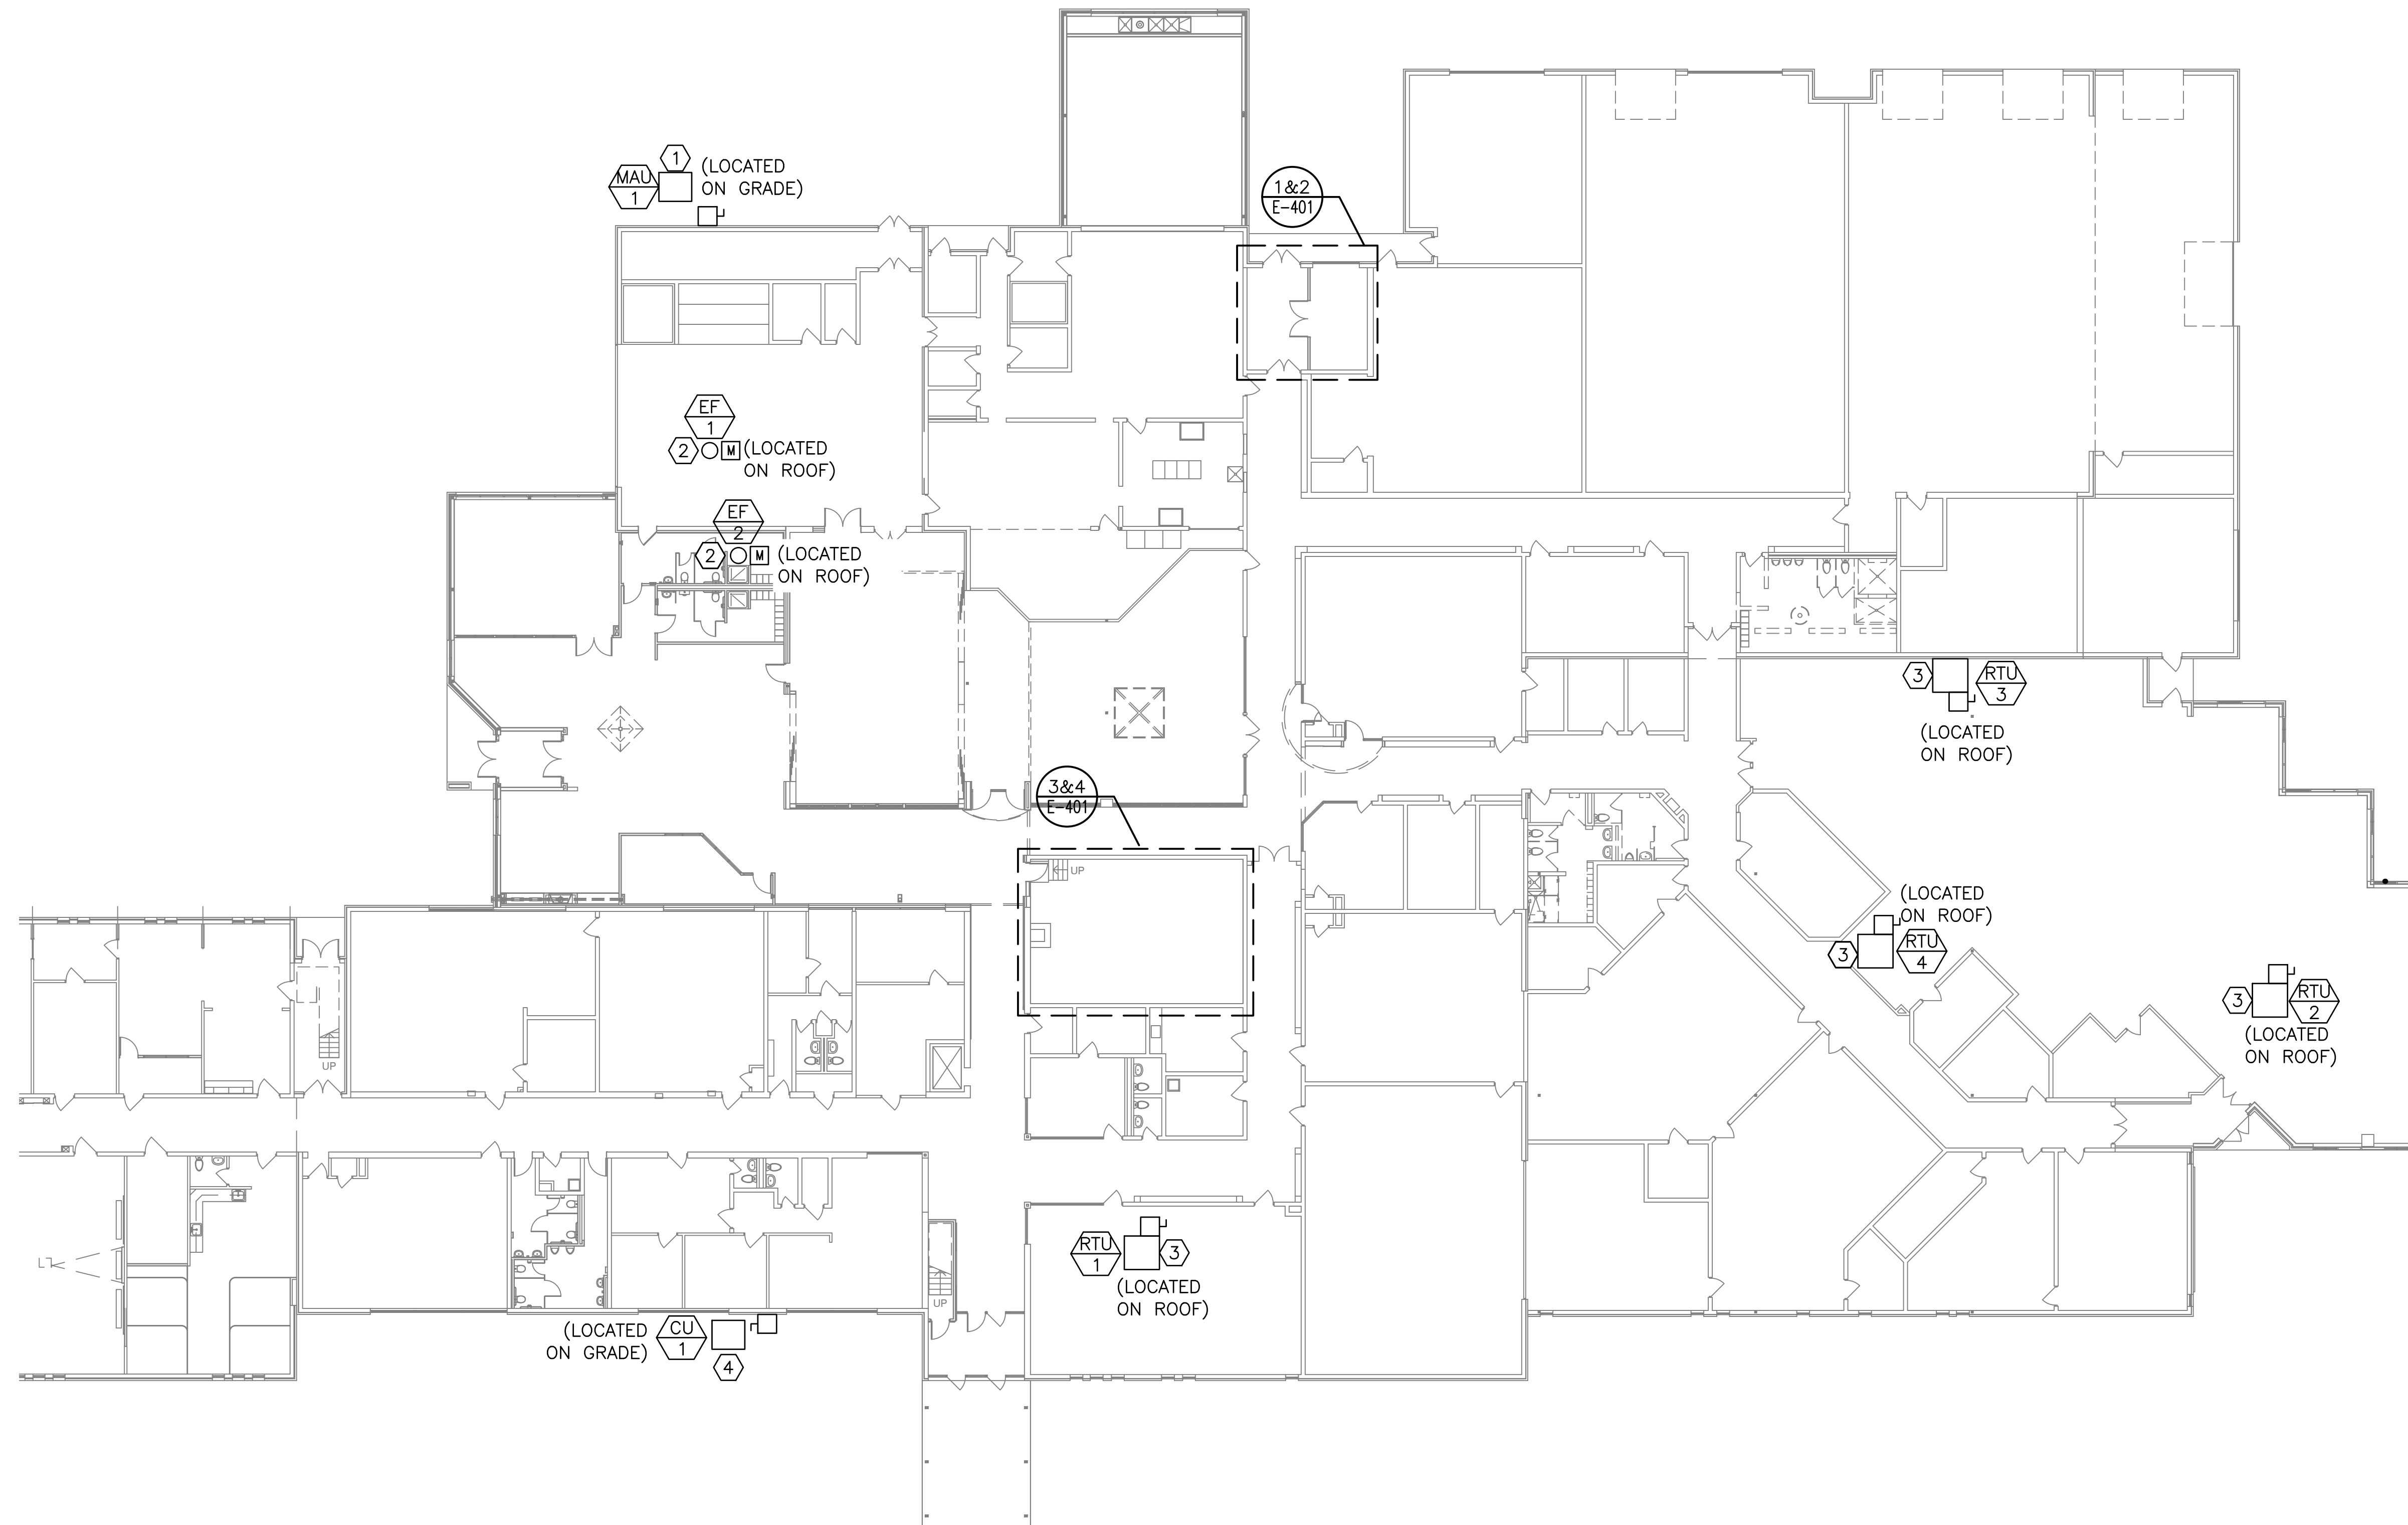 1
MAU
1
(LOCATED
ON GRADE)
1&2
E-401
EF
1
2
M
(LOCATED
ON ROOF)
EF
2
2
M
(LOCATED
ON ROOF)
3
RTU
3
(LOCATED
ON ROOF)
3&4
E-401
UP
(LOCATED
ON ROOF)
3
RTU
4
3
RTU
2
(LOCATED
ON ROOF)
UP
RTU
1
3
(LOCATED
ON ROOF)
UP
(LOCATED
ON GRADE)
CU
1
4